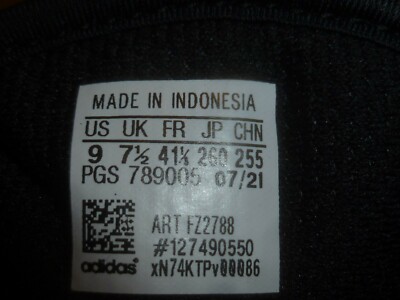 MADE IN INDONESIA
US UK FR JP CHN
9 7½ 41⅓ 260 255
PGS 789005 07/21
ART FZ2788
#127490550
adidas xN74KTPv00086